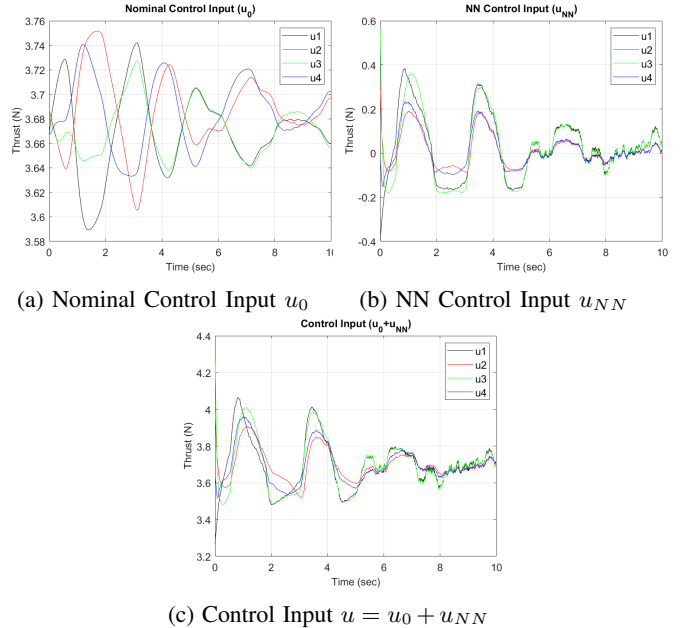 Nominal Control Input (u0)
3.76
3.74
3.72
3.7
3.68
3.66
3.64
3.62
3.6
3.58
Thrust (N)
0 2 4 6 8 10
Time (sec)
u1
u2
u3
u4
(a) Nominal Control Input u0
NN Control Input (uNN)
0.6
0.4
0.2
0
-0.2
-0.4
Thrust (N)
0 2 4 6 8 10
Time (sec)
u1
u2
u3
u4
(b) NN Control Input uNN
Control Input (u0+uNN)
4.4
4.2
4
3.8
3.6
3.4
3.2
Thrust (N)
0 2 4 6 8 10
Time (sec)
u1
u2
u3
u4
(c) Control Input u = u0 + uNN